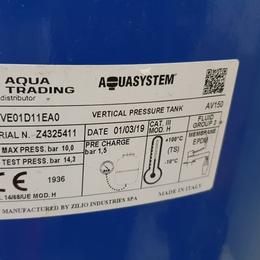 AQUA
TRADING
distributor
AQUASYSTEM®
VE01D11EA0
VERTICAL PRESSURE TANK
AV150
SERIAL N. Z4325411
DATE 01/03/19
CAT. III
MOD. H
FLUID
GROUP 2
MAX PRESS. bar 10,0
TEST PRESS. bar 14,3
PRE CHARGE
bar 1,5
+100°C
(TS)
-10°C
MEMBRANE
EPDM
CE 1936
14/68/UE MOD. H
MADE IN ITALY
MANUFACTURED BY ZILIO INDUSTRIES SPA